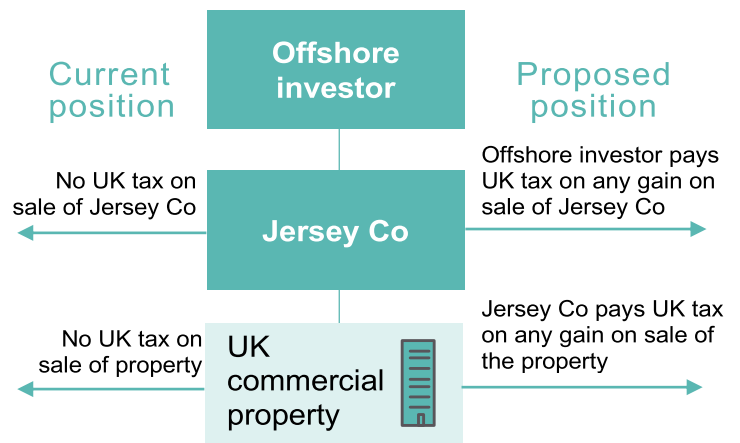 Offshore
investor
Current
position
Proposed
position
No UK tax on
sale of Jersey Co
Jersey Co
Offshore investor pays
UK tax on any gain on
sale of Jersey Co
No UK tax on
sale of property
UK
commercial
property
Jersey Co pays UK tax
on any gain on sale of
the property